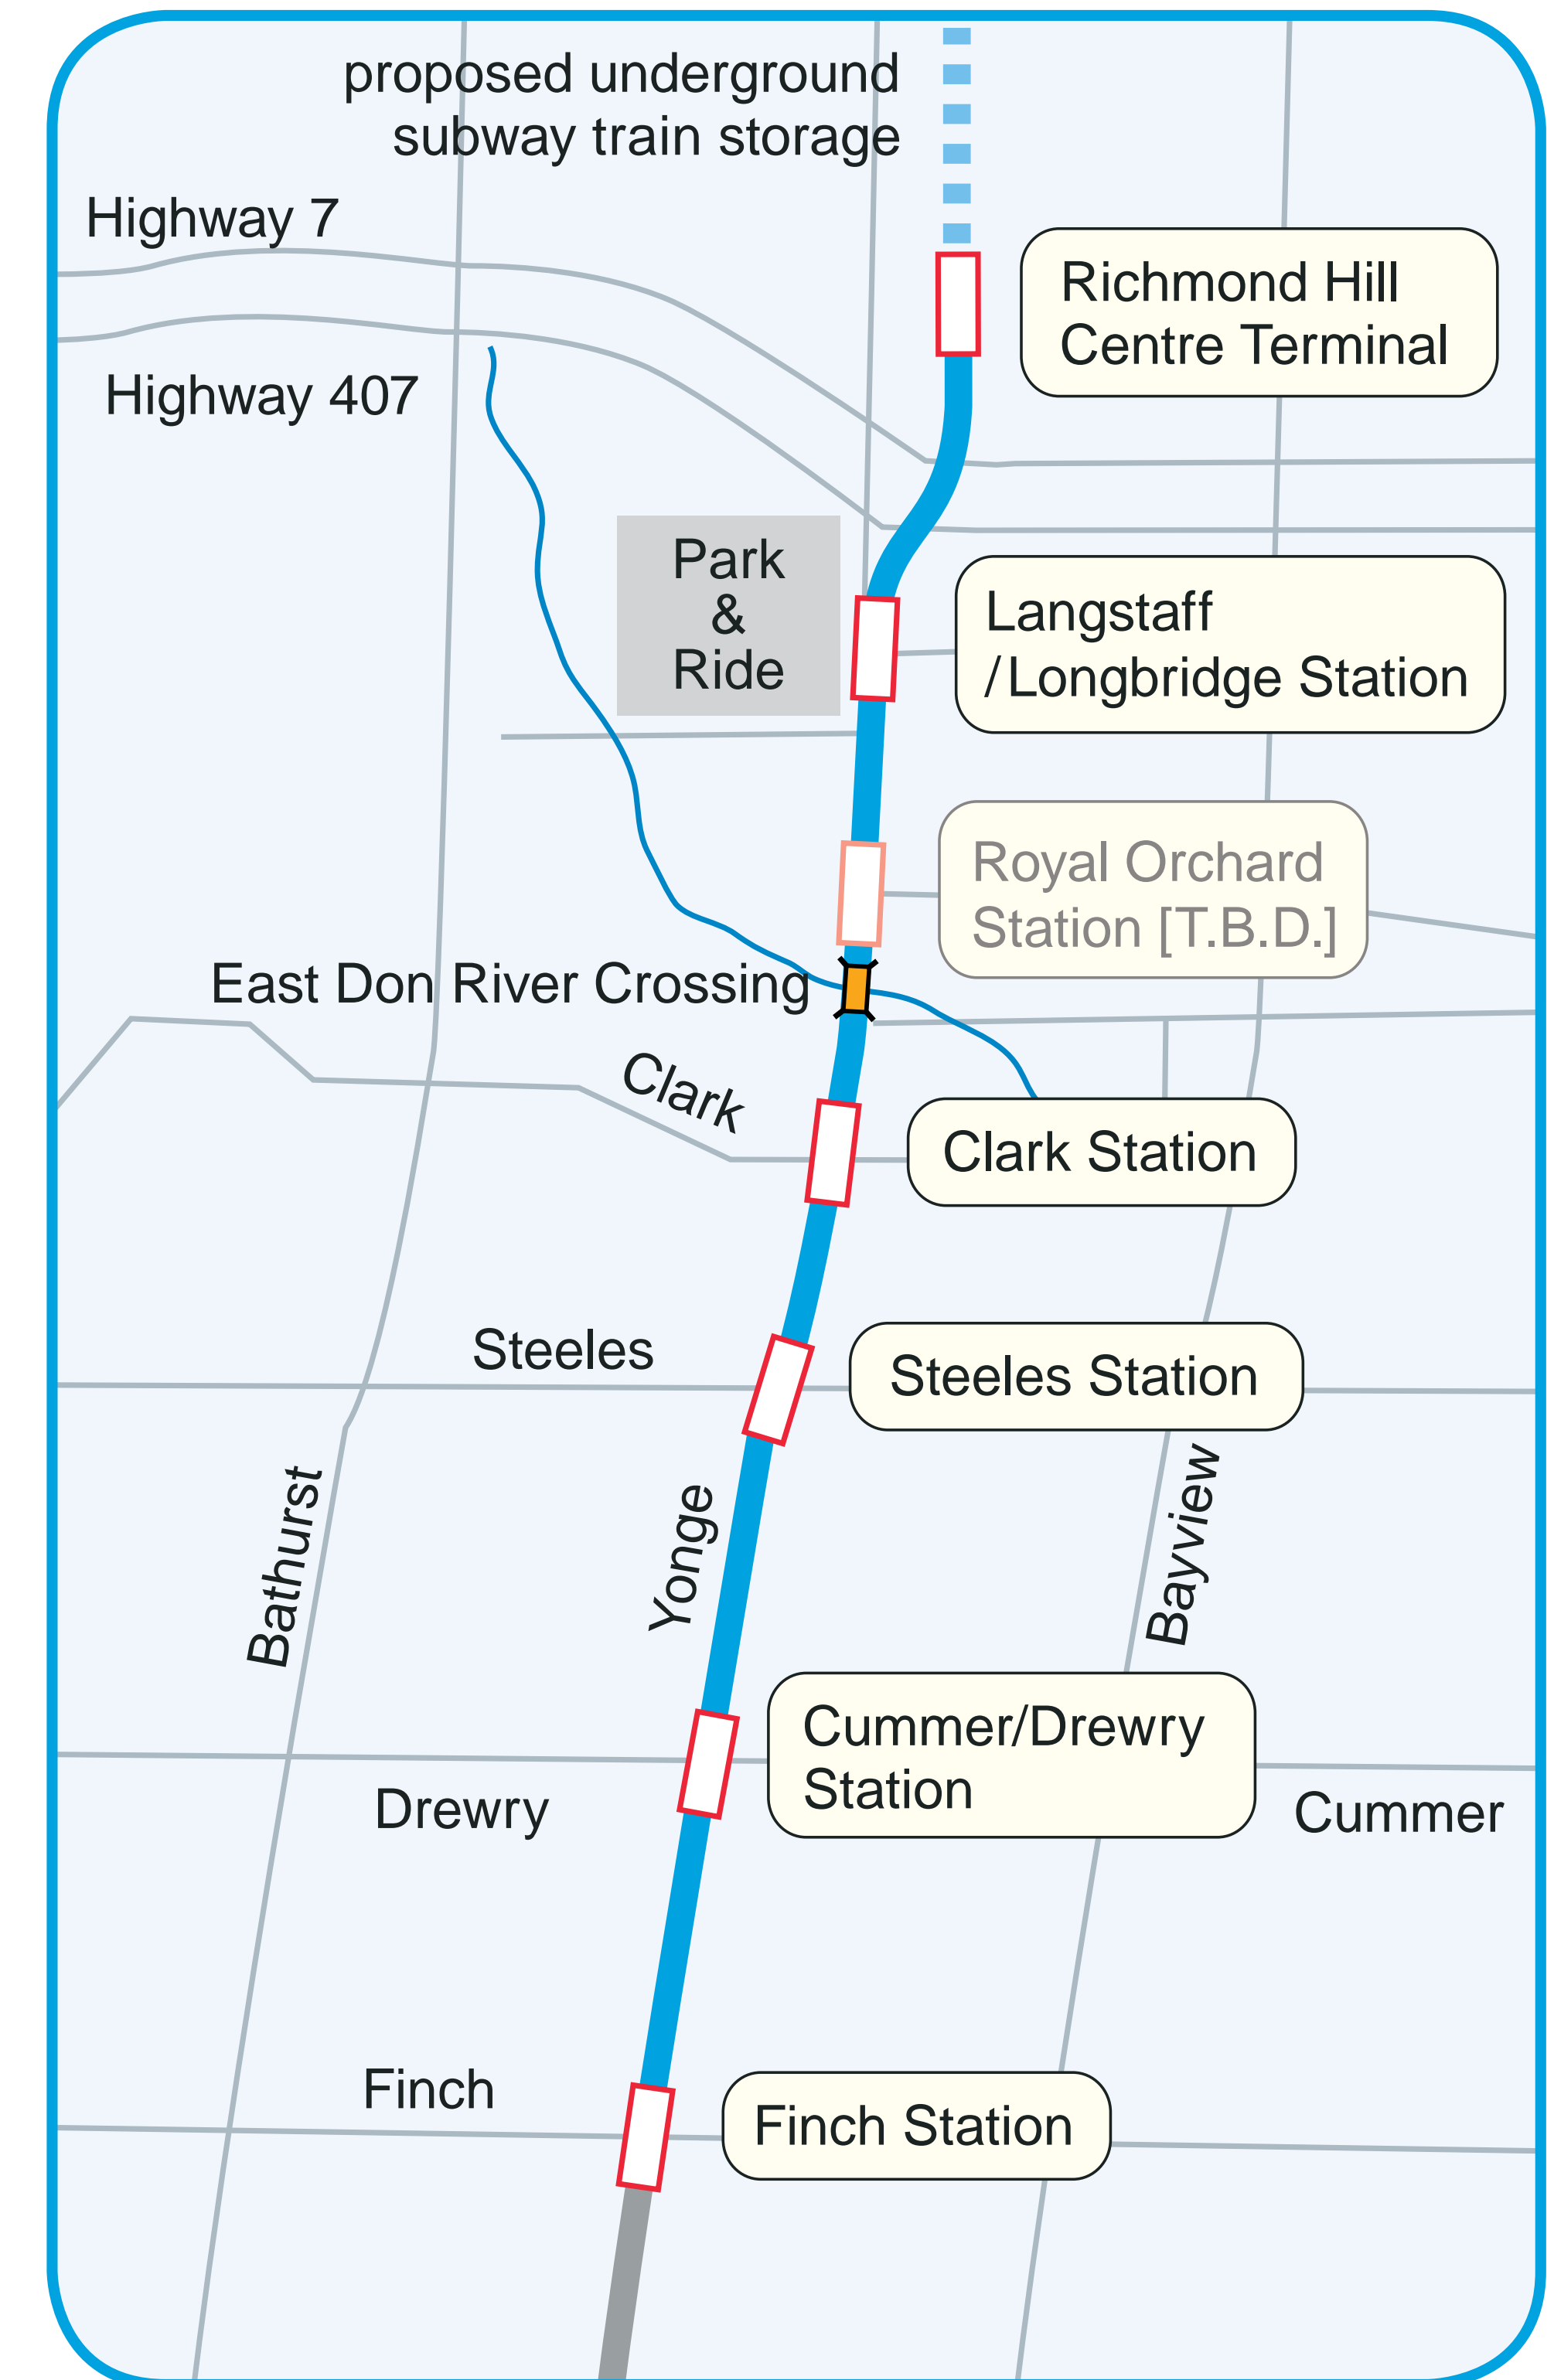 proposed underground
subway train storage
Highway 7
Richmond Hill
Centre Terminal
Highway 407
Park
&
Ride
Langstaff
/Longbridge Station
Royal Orchard
Station [T.B.D.]
East Don River Crossing
Clark
Clark Station
Steeles
Steeles Station
Bathurst
Yonge
Bayview
Cummer/Drewry
Station
Drewry
Cummer
Finch
Finch Station